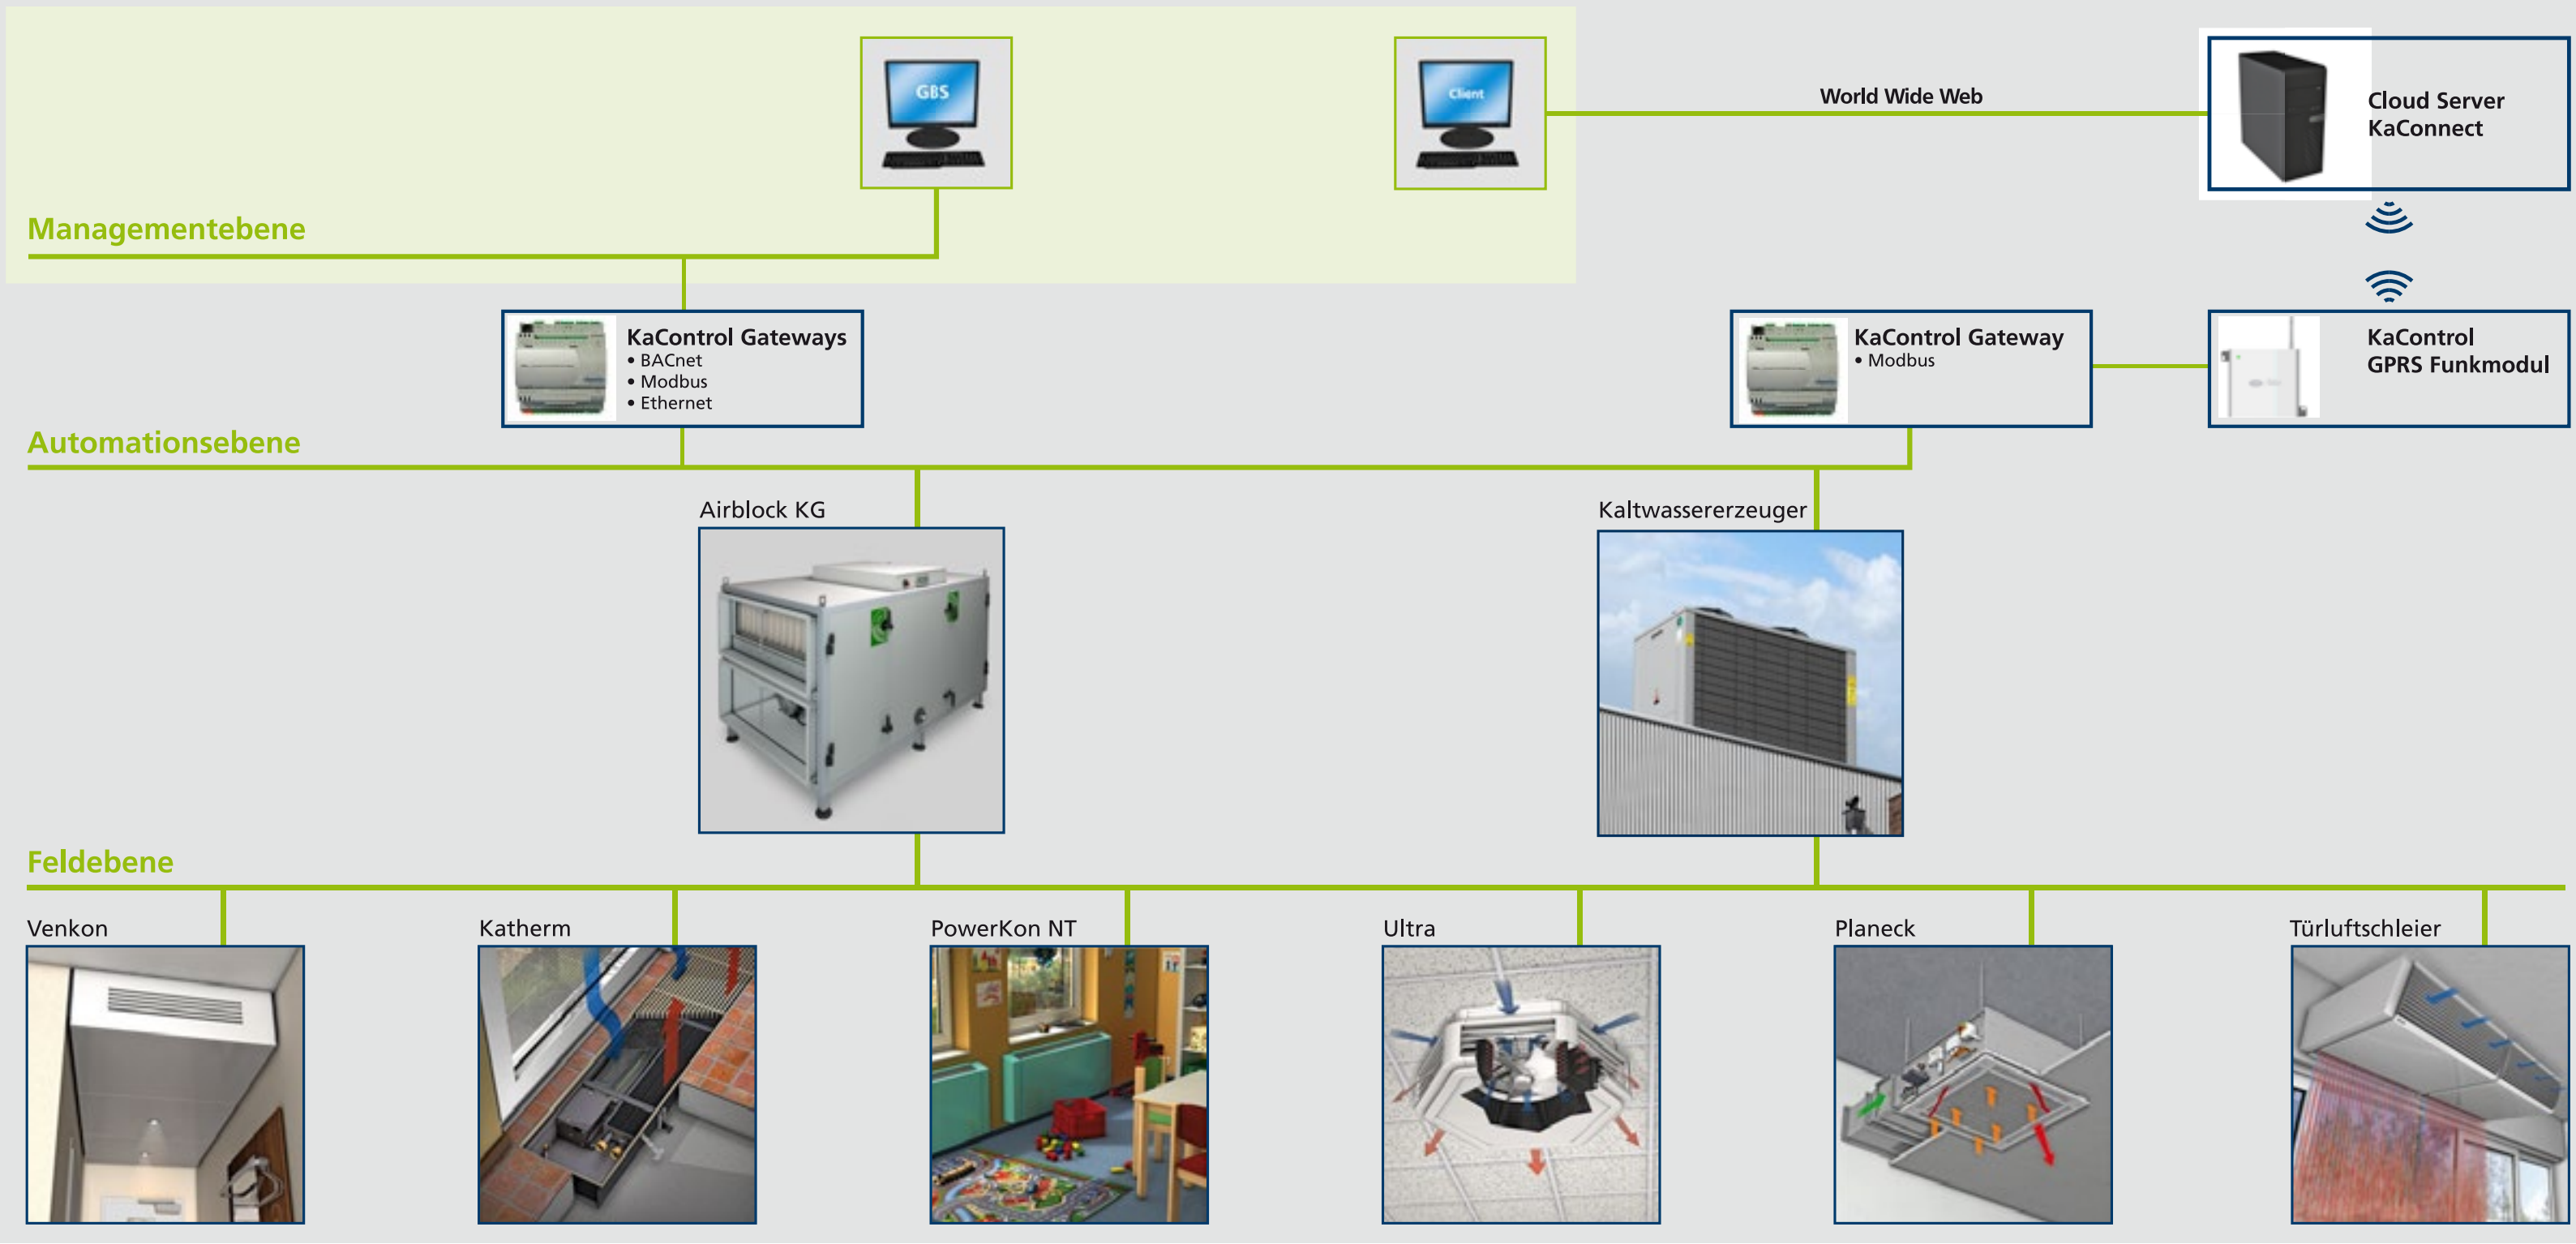 GBS
Client
World Wide Web
Cloud Server
KaConnect
Managementebene
KaControl Gateways
• BACnet
• Modbus
• Ethernet
KaControl Gateway
• Modbus
KaControl
GPRS Funkmodul
Automationsebene
Airblock KG
Kaltwassererzeuger
Feldebene
Venkon
Katherm
PowerKon NT
Ultra
Planeck
Türluftschleier